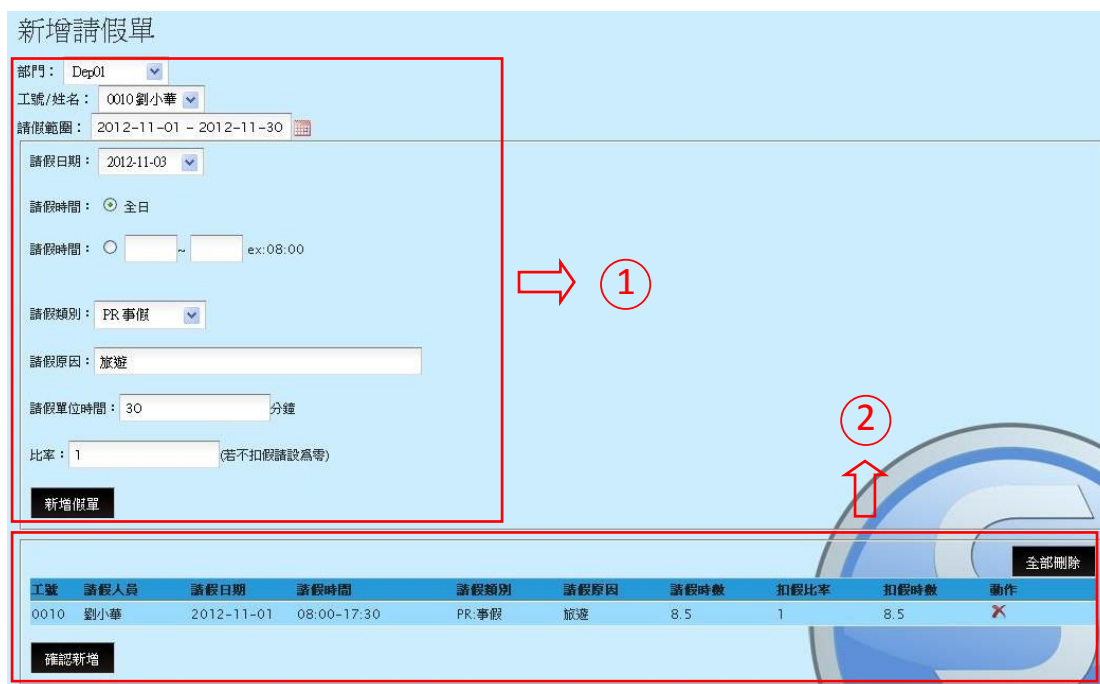 新增請假單
部門： Dep01
工號/姓名： 0010 劉小華
請假範圍： 2012-11-01 - 2012-11-30
請假日期： 2012-11-03
請假時間： 全日
請假時間： ~ ex:08:00
①
請假類別： PR 事假
請假原因： 旅遊
請假單位時間： 30 分鐘
②
比率： 1 (若不扣假請設為零)
新增假單
全部刪除
工號 請假人員 請假日期 請假時間 請假類別 請假原因 請假時數 扣假比率 扣假時數 動作
0010 劉小華 2012-11-01 08:00-17:30 PR:事假 旅遊 8.5 1 8.5
確認新增